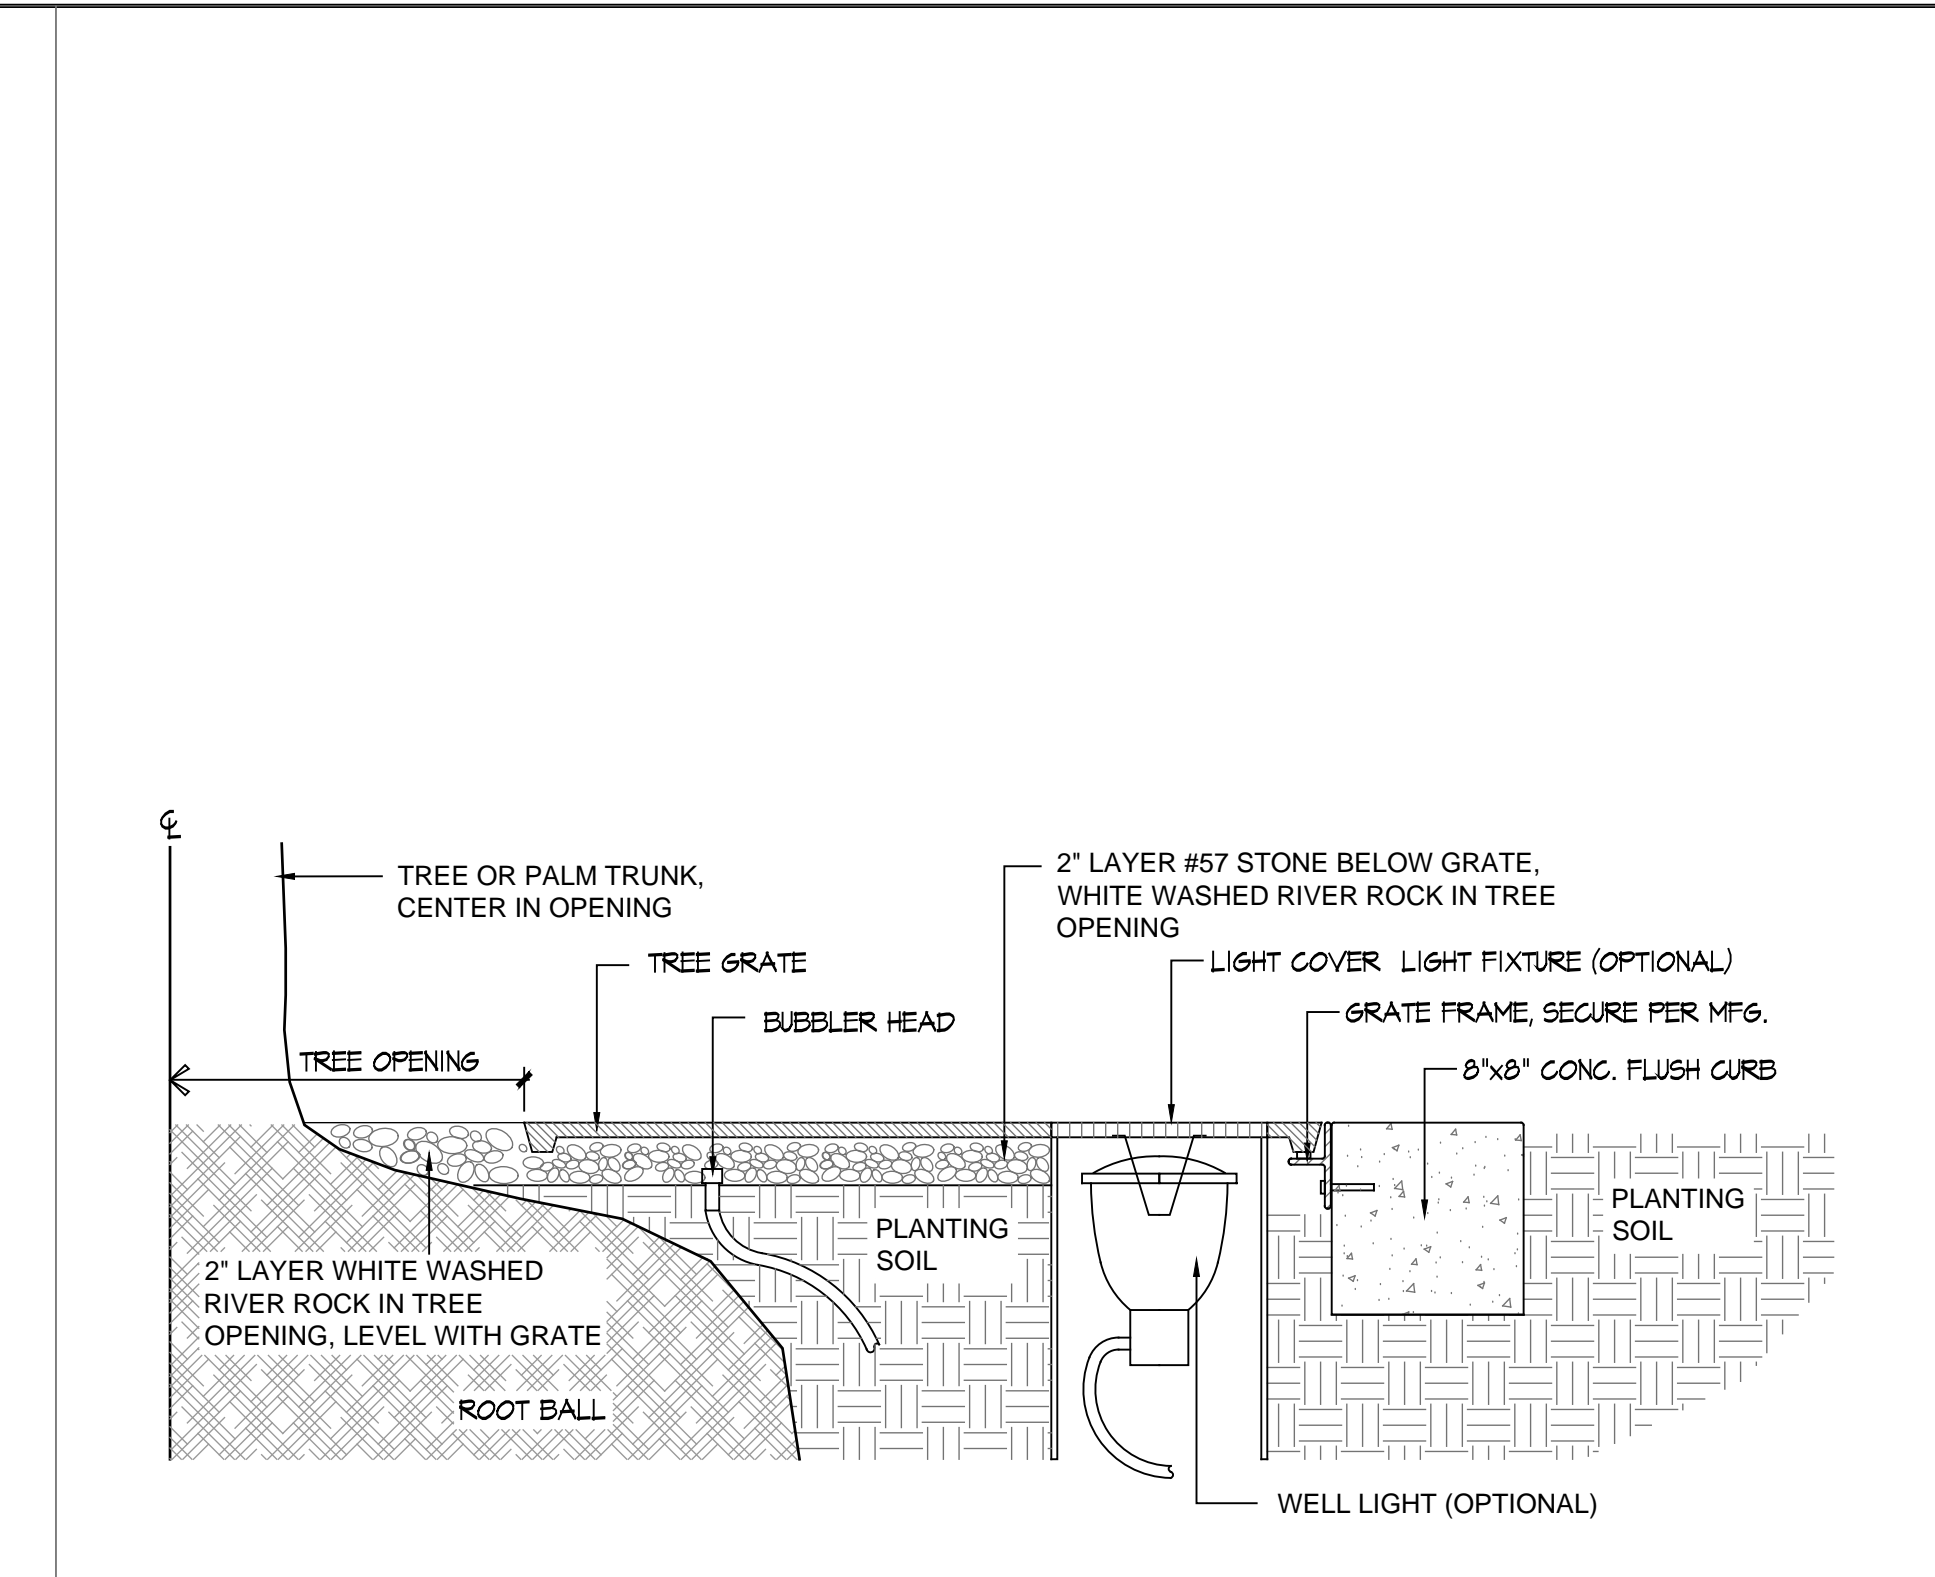 ℄
TREE OR PALM TRUNK,
CENTER IN OPENING
2" LAYER #57 STONE BELOW GRATE,
WHITE WASHED RIVER ROCK IN TREE
OPENING
TREE GRATE
LIGHT COVER LIGHT FIXTURE (OPTIONAL)
BUBBLER HEAD
GRATE FRAME, SECURE PER MFG.
TREE OPENING
8"x8" CONC. FLUSH CURB
PLANTING
SOIL
PLANTING
SOIL
2" LAYER WHITE WASHED
RIVER ROCK IN TREE
OPENING, LEVEL WITH GRATE
ROOT BALL
WELL LIGHT (OPTIONAL)